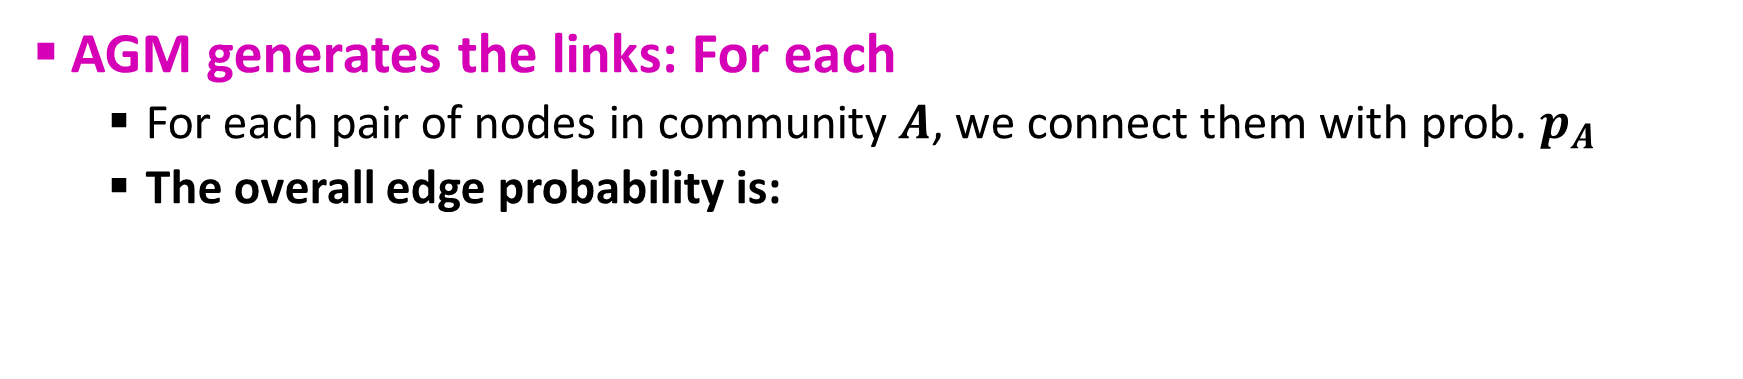 ▪ AGM generates the links: For each
▪ For each pair of nodes in community A, we connect them with prob. p_A
▪ The overall edge probability is: